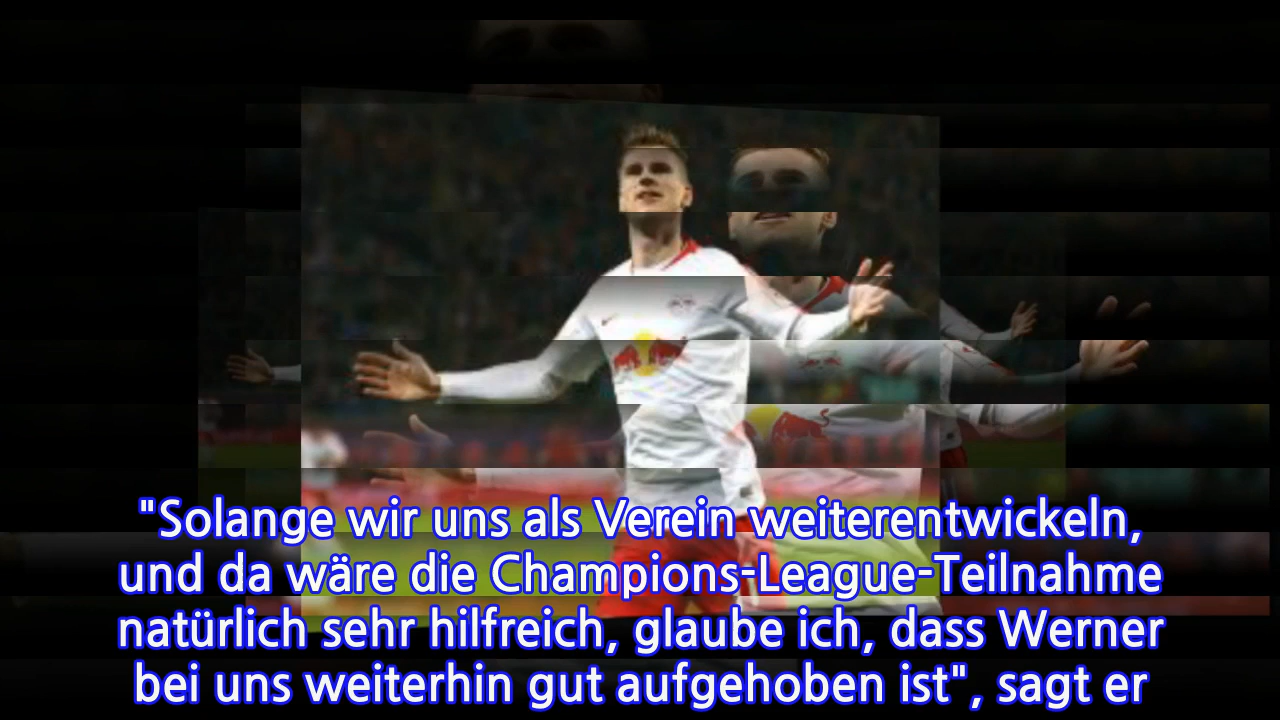 "Solange wir uns als Verein weiterentwickeln,
und da wäre die Champions-League-Teilnahme
natürlich sehr hilfreich, glaube ich, dass Werner
bei uns weiterhin gut aufgehoben ist", sagt er